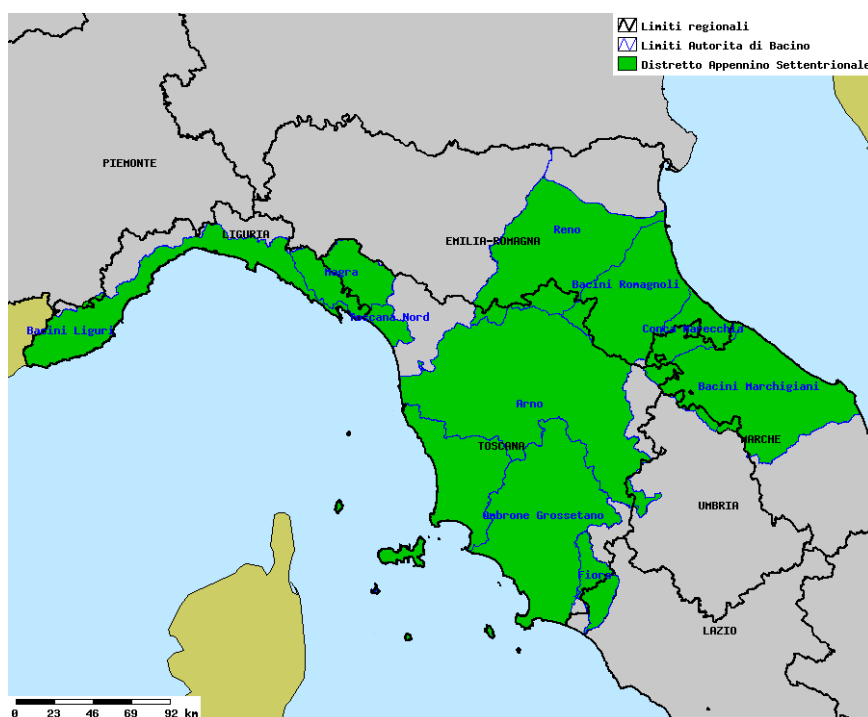 Limiti regionali
Limiti Autorita di Bacino
Distretto Appennino Settentrionale
PIEMONTE
LIGURIA
EMILIA-ROMAGNA
Reno
Magra
Bacini Romagnoli
Bacini Liguri
Toscana Nord
Conca Marecchia
Bacini Marchigiani
Arno
TOSCANA
MARCHE
UMBRIA
Ombrone Grossetano
Fiora
LAZIO
0 23 46 69 92 km